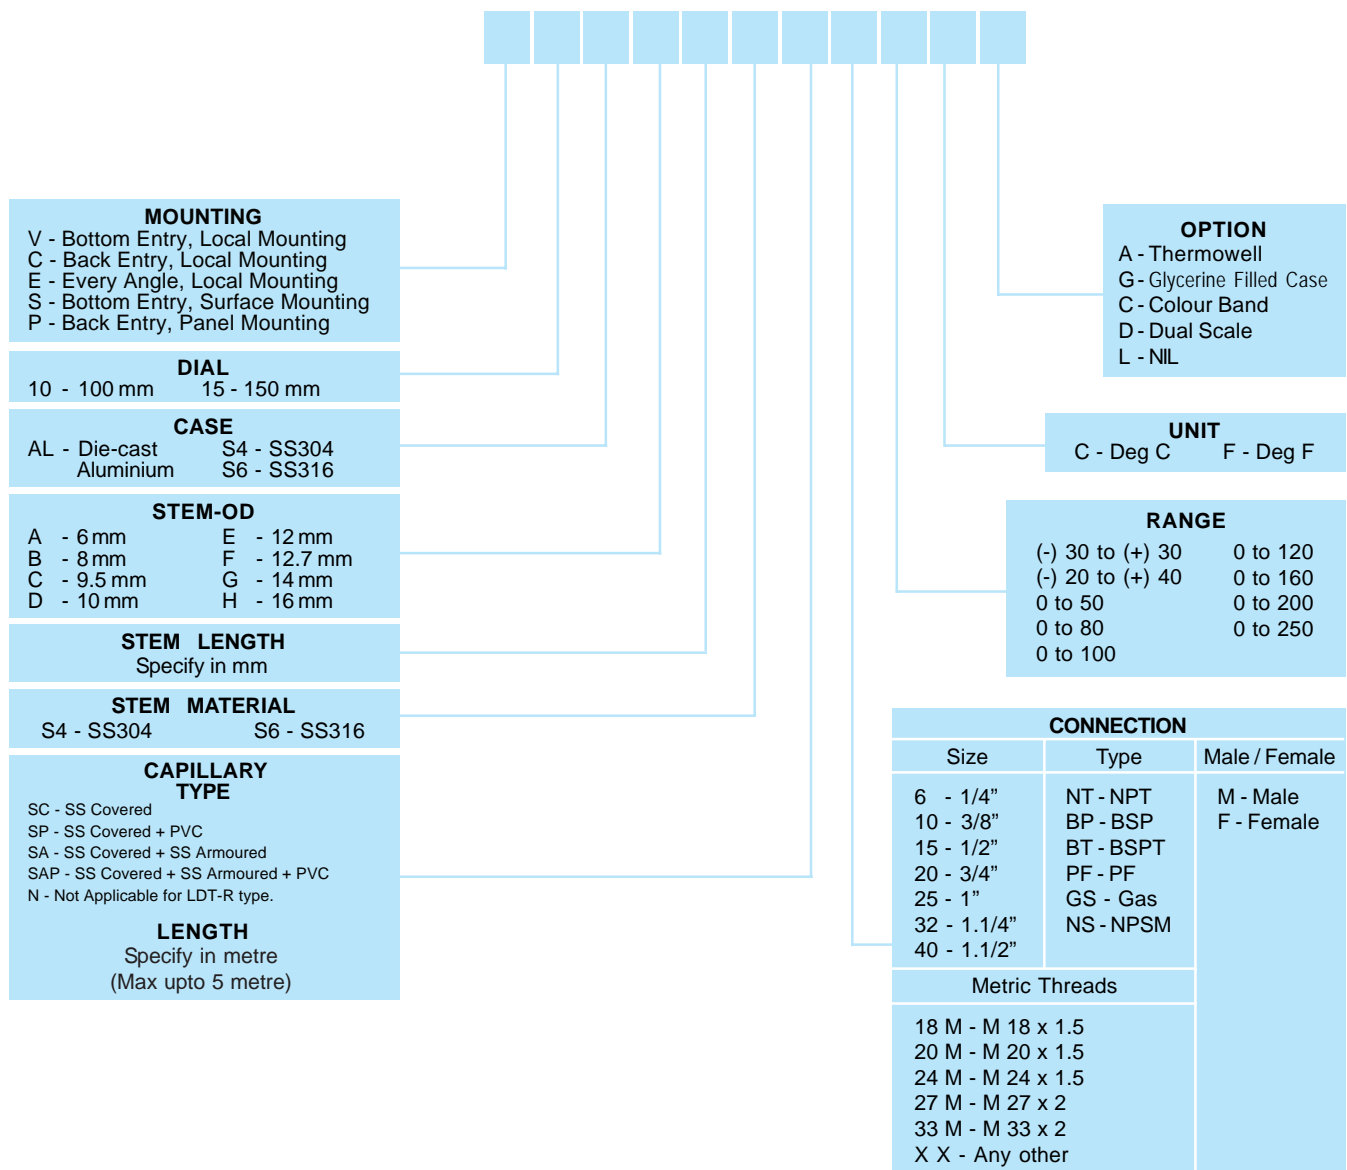 MOUNTING
V - Bottom Entry, Local Mounting
C - Back Entry, Local Mounting
E - Every Angle, Local Mounting
S - Bottom Entry, Surface Mounting
P - Back Entry, Panel Mounting
DIAL
10 - 100 mm 15 - 150 mm
CASE
AL - Die-cast S4 - SS304
Aluminium S6 - SS316
STEM-OD
A - 6 mm E - 12 mm
B - 8 mm F - 12.7 mm
C - 9.5 mm G - 14 mm
D - 10 mm H - 16 mm
STEM LENGTH
Specify in mm
STEM MATERIAL
S4 - SS304 S6 - SS316
CAPILLARY
TYPE
SC - SS Covered
SP - SS Covered + PVC
SA - SS Covered + SS Armoured
SAP - SS Covered + SS Armoured + PVC
N - Not Applicable for LDT-R type.
LENGTH
Specify in metre
(Max upto 5 metre)
OPTION
A - Thermowell
G - Glycerine Filled Case
C - Colour Band
D - Dual Scale
L - NIL
UNIT
C - Deg C F - Deg F
RANGE
(-) 30 to (+) 30 0 to 120
(-) 20 to (+) 40 0 to 160
0 to 50 0 to 200
0 to 80 0 to 250
0 to 100
CONNECTION
Size Type Male / Female
6 - 1/4” NT - NPT M - Male
10 - 3/8” BP - BSP F - Female
15 - 1/2” BT - BSPT
20 - 3/4” PF - PF
25 - 1” GS - Gas
32 - 1.1/4” NS - NPSM
40 - 1.1/2”
Metric Threads
18 M - M 18 x 1.5
20 M - M 20 x 1.5
24 M - M 24 x 1.5
27 M - M 27 x 2
33 M - M 33 x 2
X X - Any other